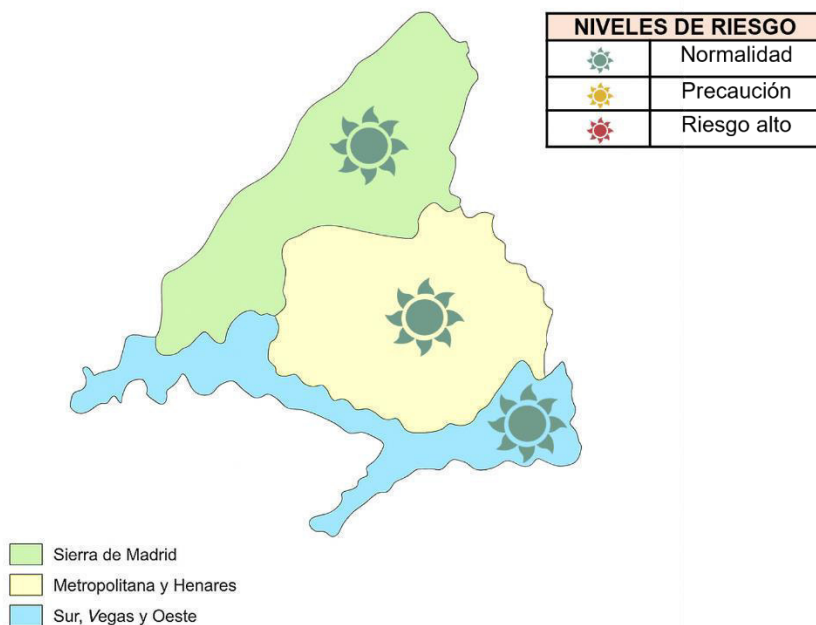 NIVELES DE RIESGO
Normalidad
Precaución
Riesgo alto
Sierra de Madrid
Metropolitana y Henares
Sur, Vegas y Oeste